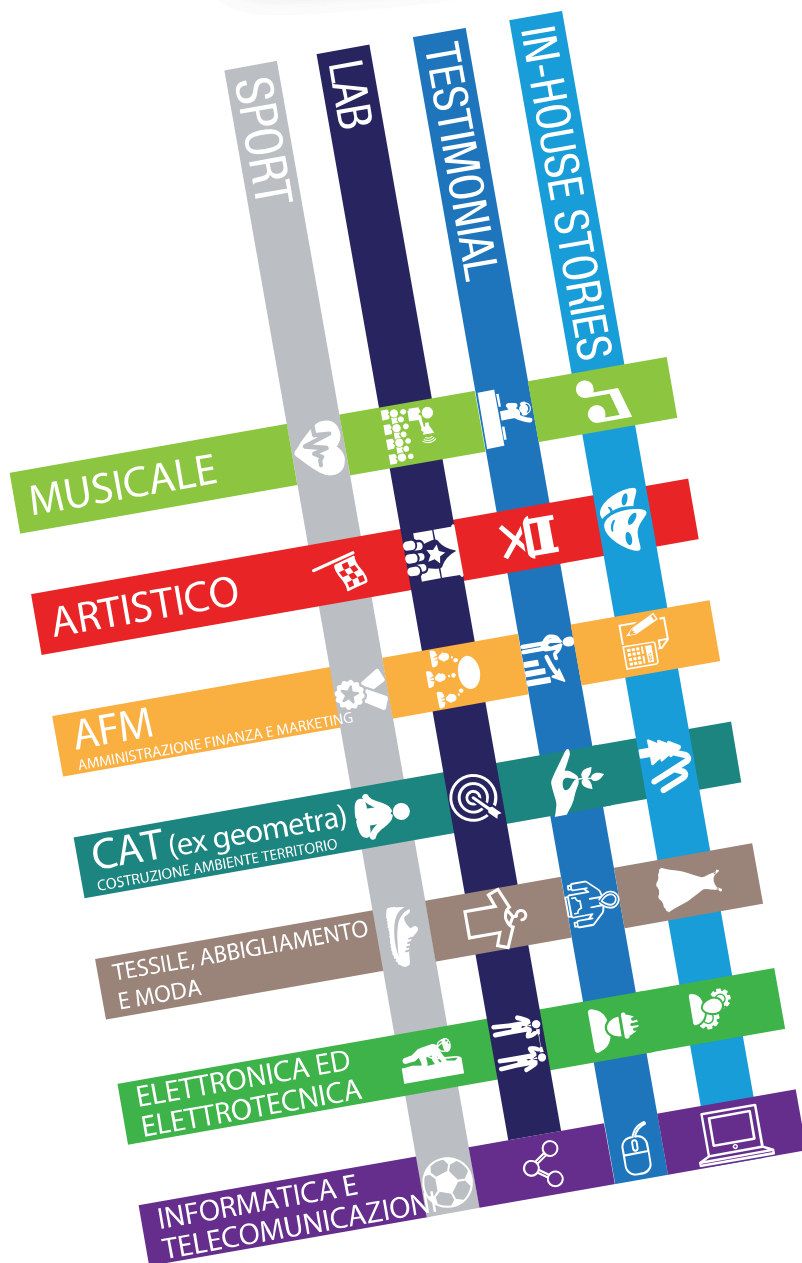 SPORT
LAB
TESTIMONIAL
IN-HOUSE STORIES
MUSICALE
ARTISTICO
AFM
AMMINISTRAZIONE FINANZA E MARKETING
CAT (ex geometra)
COSTRUZIONE AMBIENTE TERRITORIO
TESSILE, ABBIGLIAMENTO
E MODA
ELETTRONICA ED
ELETTROTECNICA
INFORMATICA E
TELECOMUNICAZIONI